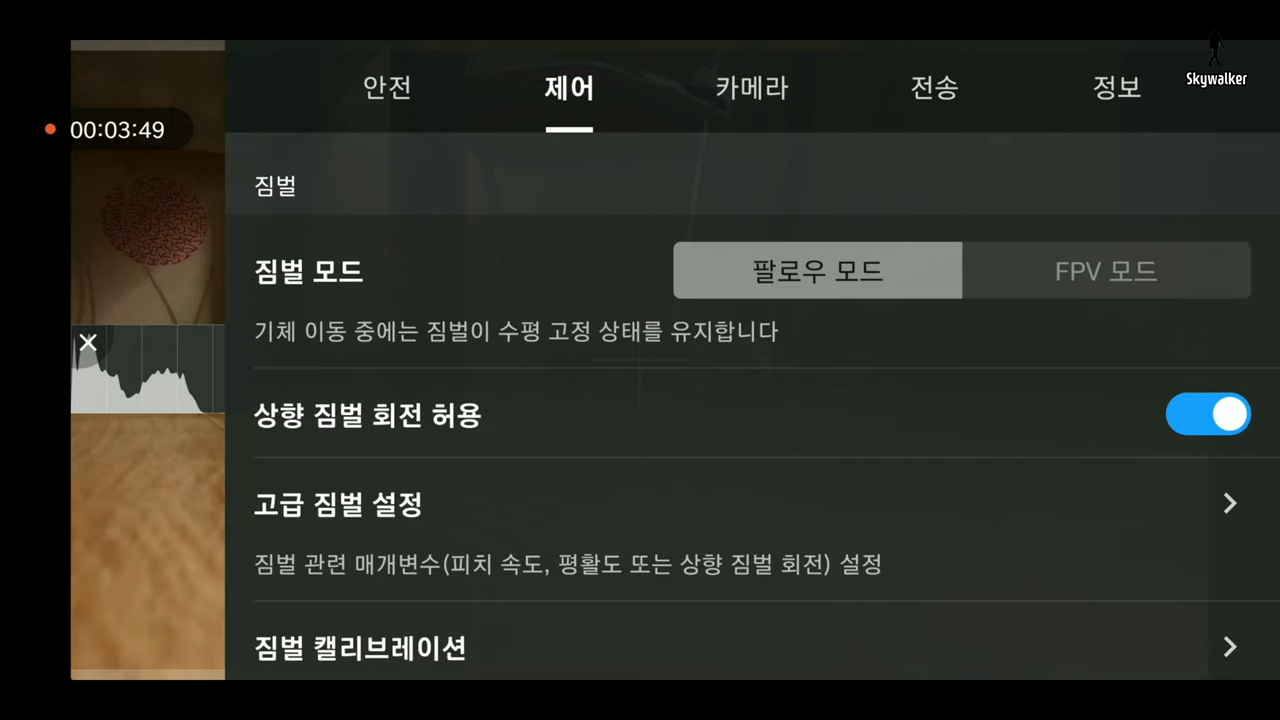 안전 제어 카메라 전송 정보
Skywalker
00:03:49
짐벌
짐벌 모드 팔로우 모드 FPV 모드
기체 이동 중에는 짐벌이 수평 고정 상태를 유지합니다
상향 짐벌 회전 허용
고급 짐벌 설정
짐벌 관련 매개변수(피치 속도, 평활도 또는 상향 짐벌 회전) 설정
짐벌 캘리브레이션